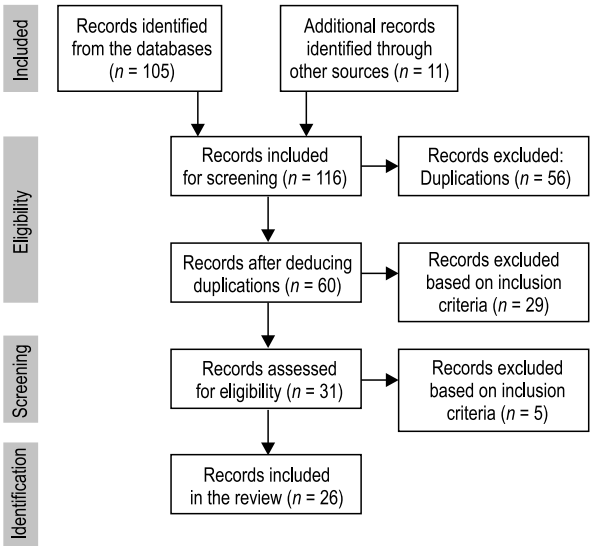 Included
Records identified
from the databases
(n = 105)
Additional records
identified through
other sources (n = 11)
Eligibility
Records included
for screening (n = 116)
Records excluded:
Duplications (n = 56)
Records after deducing
duplications (n = 60)
Records excluded
based on inclusion
criteria (n = 29)
Screening
Records assessed
for eligibility (n = 31)
Records excluded
based on inclusion
criteria (n = 5)
Identification
Records included
in the review (n = 26)